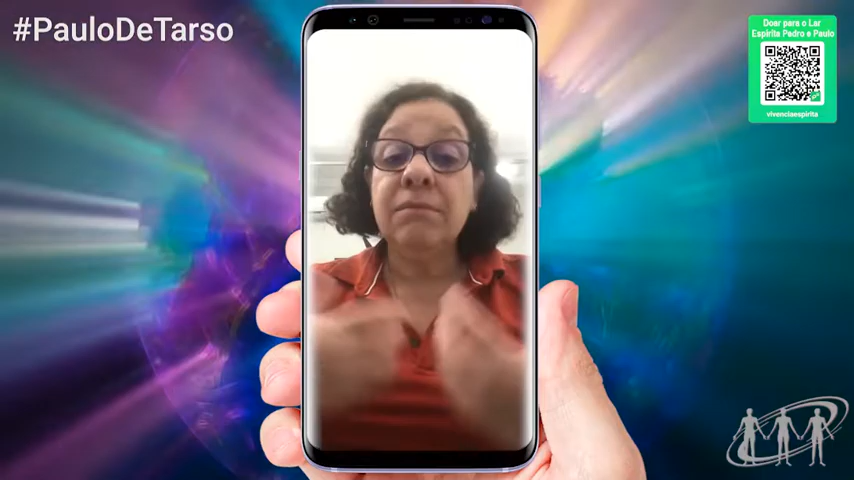 #PauloDeTarso
Doar para o Lar
Espírita Pedro e Paulo
vivenciaespirita